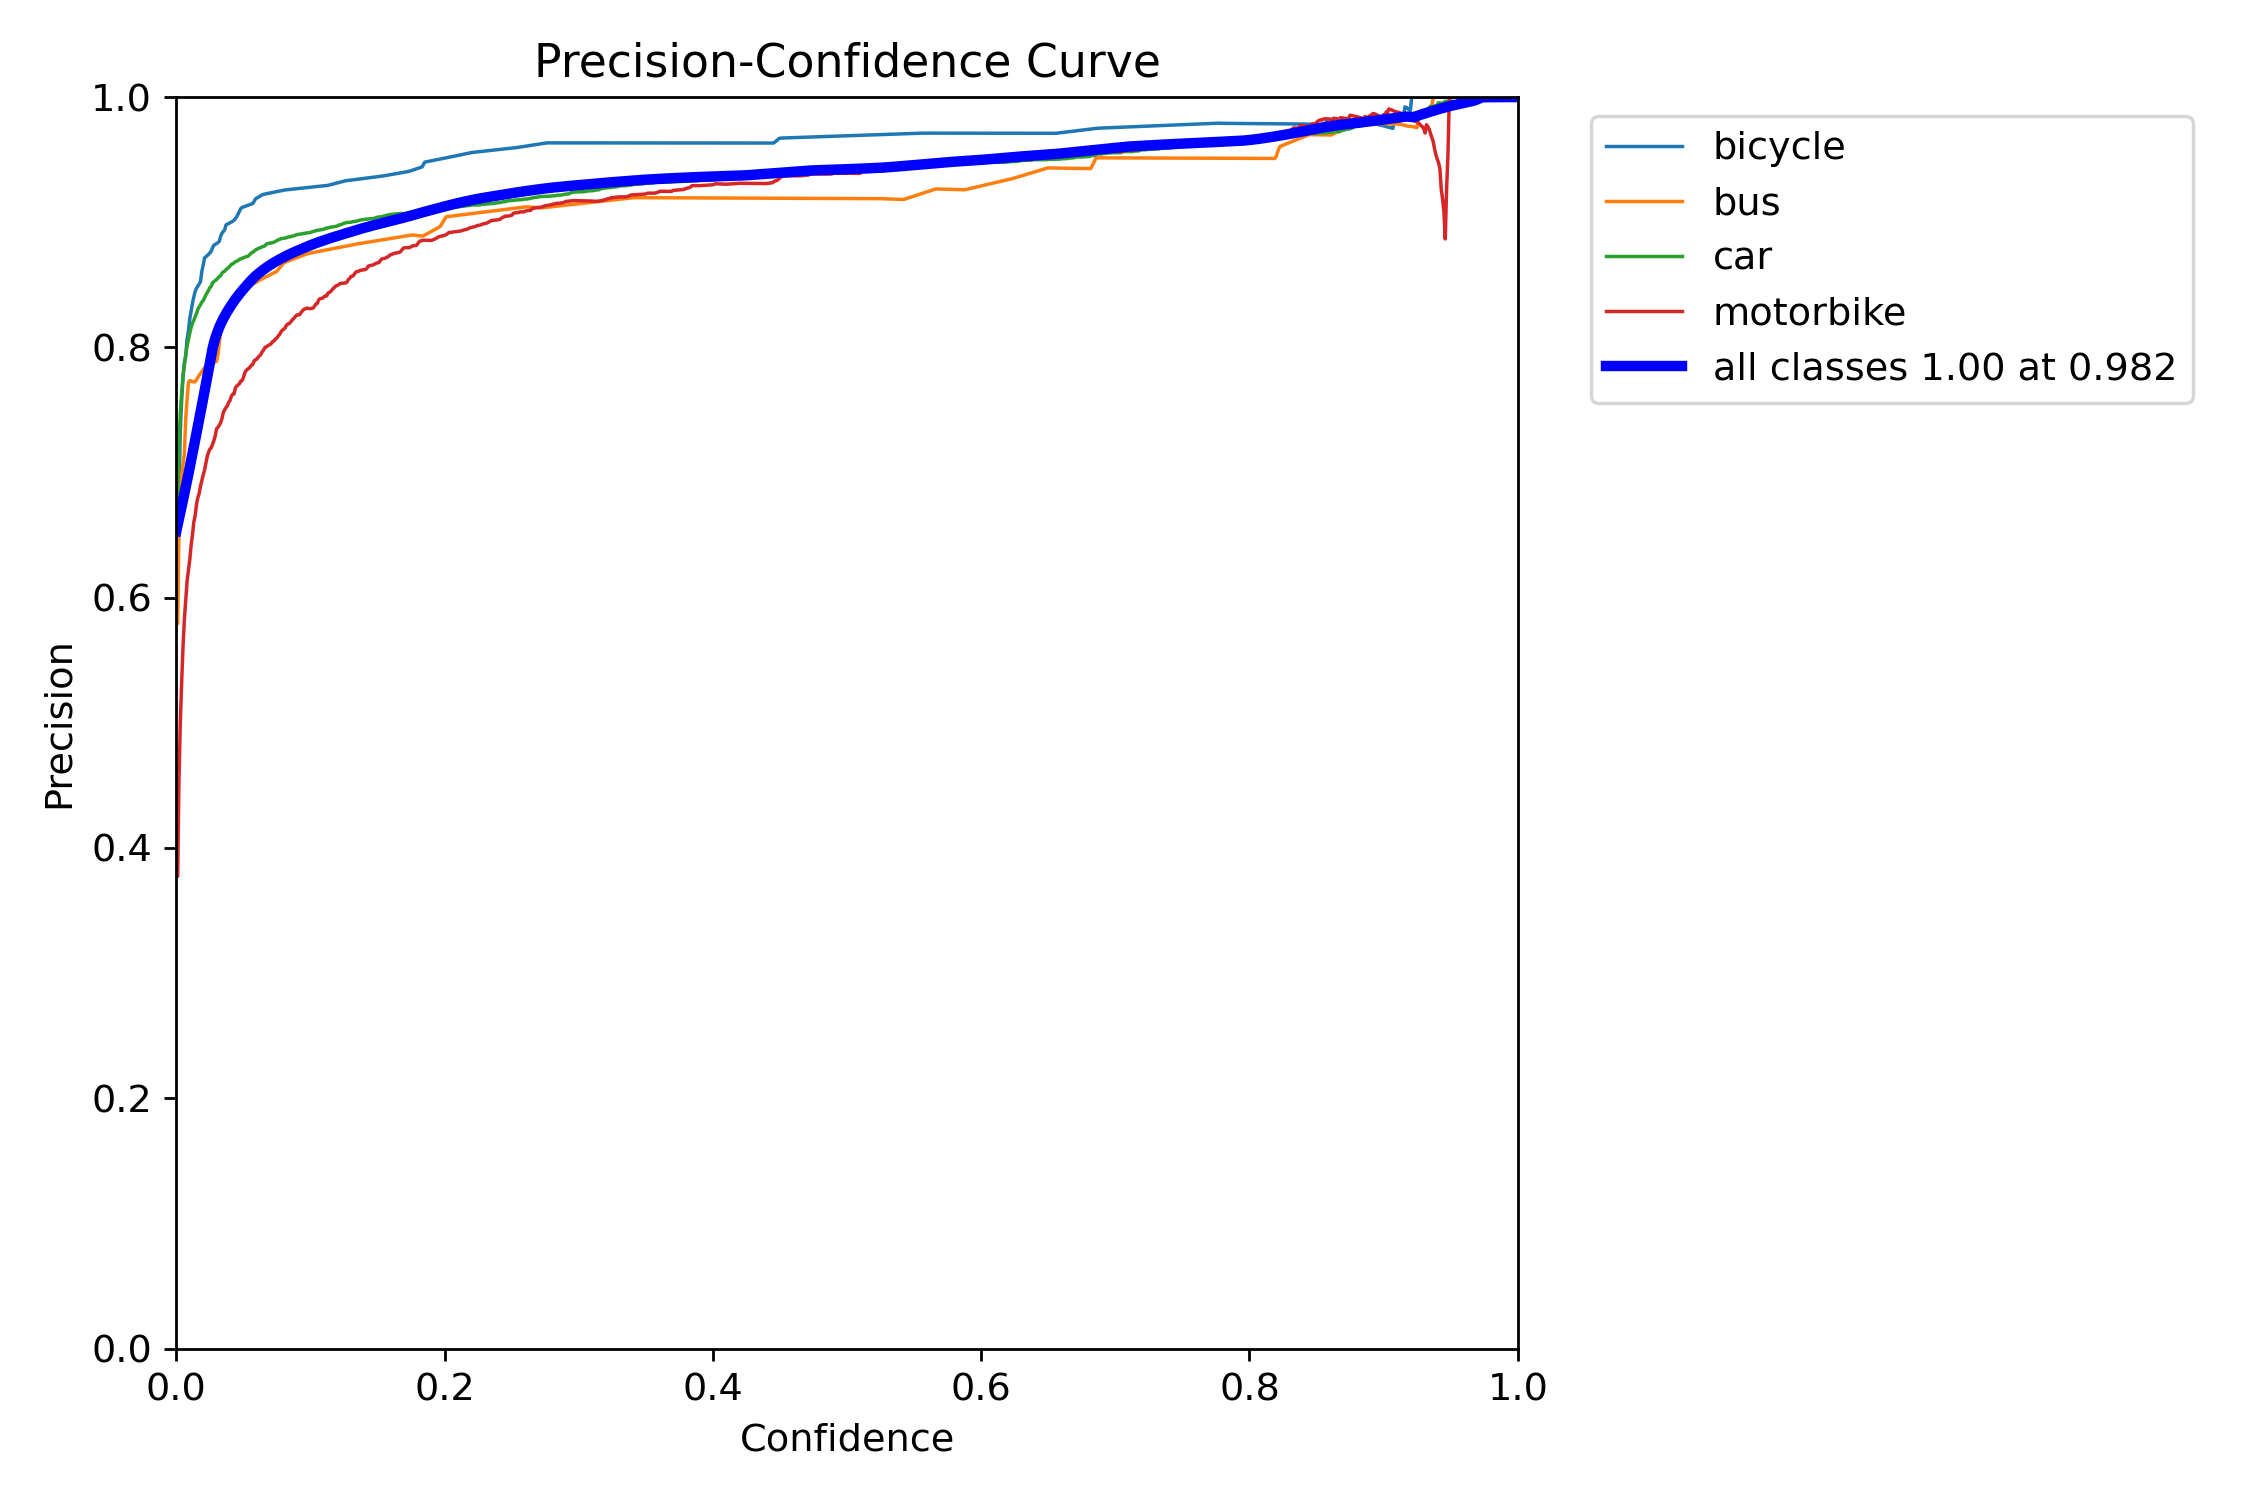 Precision-Confidence Curve
1.0
0.8
0.6
0.4
0.2
0.0
Precision
0.0 0.2 0.4 0.6 0.8 1.0
Confidence
bicycle
bus
car
motorbike
all classes 1.00 at 0.982